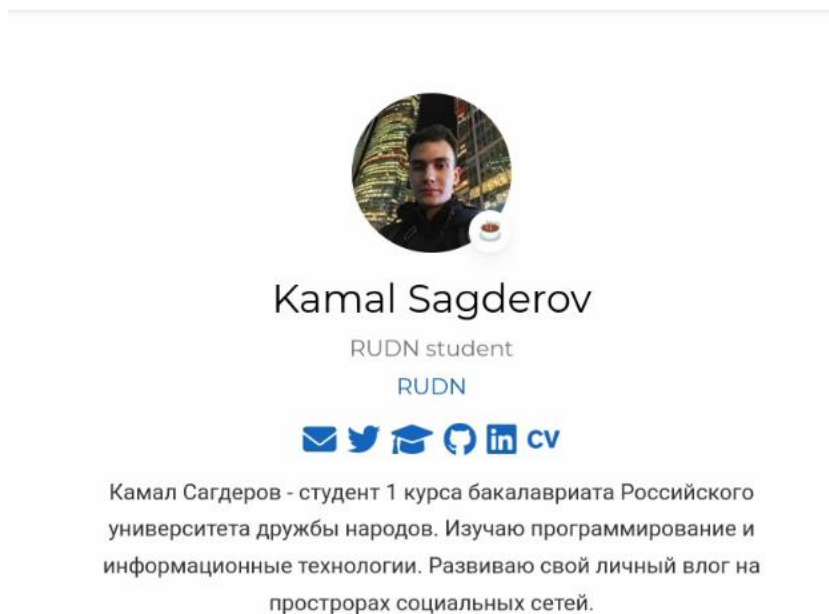 Kamal Sagderov
RUDN student
RUDN
CV
Камал Сагдеров - студент 1 курса бакалавриата Российского
университета дружбы народов. Изучаю программирование и
информационные технологии. Развиваю свой личный влог на
прострорах социальных сетей.